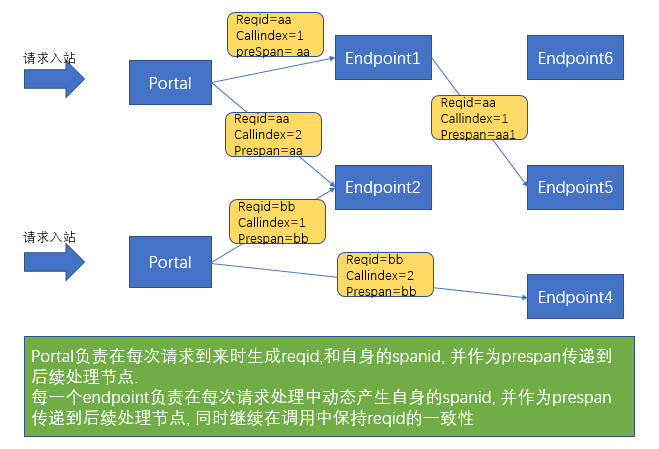 Reqid=aa
Callindex=1
preSpan= aa
请求入站
Portal
Endpoint1
Endpoint6
Reqid=aa
Callindex=1
Prespan=aa1
Reqid=aa
Callindex=2
Prespan=aa
Endpoint2
Endpoint5
Reqid=bb
Callindex=1
Prespan=bb
请求入站
Portal
Reqid=bb
Callindex=2
Prespan=bb
Endpoint4
Portal负责在每次请求到来时生成reqid,和自身的spanid, 并作为prespan传递到
后续处理节点.
每一个endpoint负责在每次请求处理中动态产生自身的spanid, 并作为prespan
传递到后续处理节点, 同时继续在调用中保持reqid的一致性